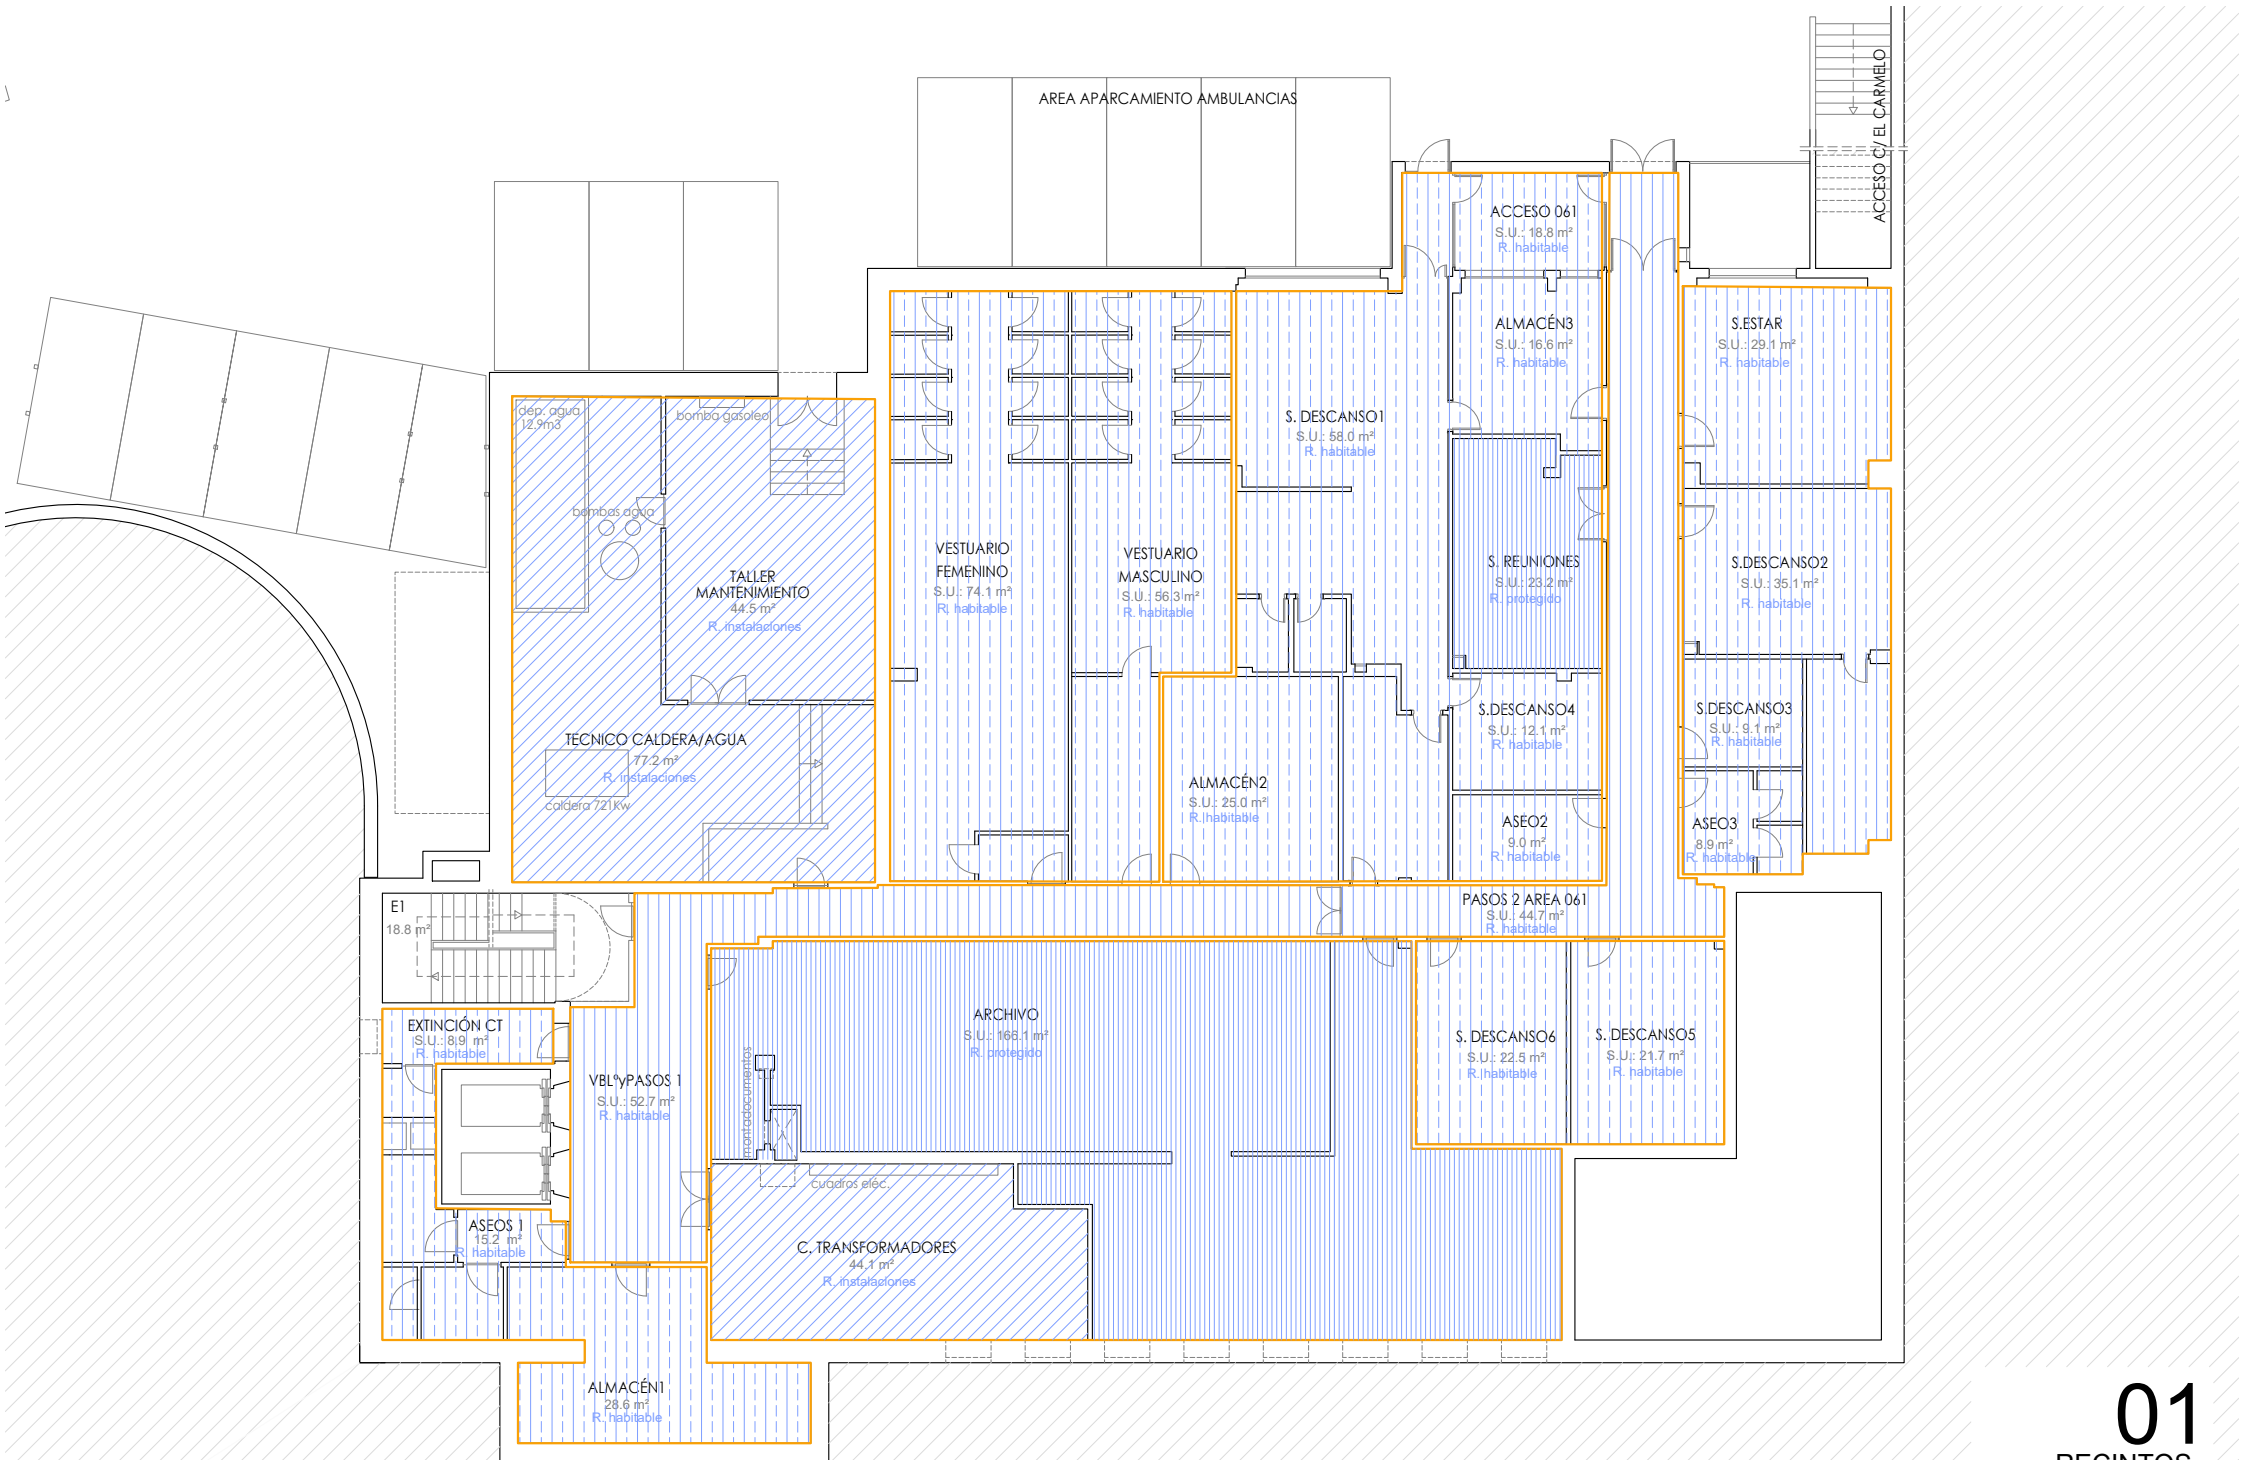 AREA APARCAMIENTO AMBULANCIAS
ACCESO C/ EL CARMELO
ACCESO 061
S.U.: 18.8 m²
R. habitable
ALMACÉN3
S.U.: 16.6 m²
R. habitable
S.ESTAR
S.U.: 29.1 m²
R. habitable
dep. agua
12.9m3
bomba gasoleo
S. DESCANSO1
S.U.: 58.0 m²
R. habitable
bombas agua
VESTUARIO
FEMENINO
S.U.: 74.1 m²
R. habitable
VESTUARIO
MASCULINO
S.U.: 56.3 m²
R. habitable
S. REUNIONES
S.U.: 23.2 m²
R. protegido
S.DESCANSO2
S.U.: 35.1 m²
R. habitable
TALLER
MANTENIMIENTO
44.5 m²
R. instalaciones
TECNICO CALDERA/AGUA
77.2 m²
R. instalaciones
caldera 721Kw
S.DESCANSO4
S.U.: 12.1 m²
R. habitable
S.DESCANSO3
S.U.: 9.1 m²
R. habitable
ALMACÉN2
S.U.: 25.0 m²
R. habitable
ASEO2
9.0 m²
R. habitable
ASEO3
8.9 m²
R. habitable
E1
18.8 m²
PASOS 2 AREA 061
S.U.: 44.7 m²
R. habitable
EXTINCIÓN CT
S.U.: 8.9 m²
R. habitable
ARCHIVO
S.U.: 166.1 m²
R. protegido
S. DESCANSO6
S.U.: 22.5 m²
R. habitable
S. DESCANSO5
S.U.: 21.7 m²
R. habitable
VBLºyPASOS 1
S.U.: 52.7 m²
R. habitable
montadocumentos
cuadros eléc.
ASEOS 1
15.2 m²
R. habitable
C. TRANSFORMADORES
44.1 m²
R. instalaciones
ALMACÉN1
28.6 m²
R. habitable
01
RECINTOS